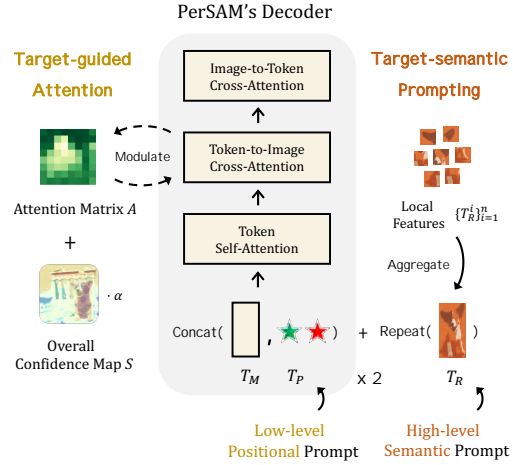 PerSAM's Decoder
Target-guided
Attention
Image-to-Token
Cross-Attention
Target-semantic
Prompting
Modulate
Token-to-Image
Cross-Attention
Attention Matrix A
Local
Features
{T_R^i}_{i=1}^n
+
Token
Self-Attention
Aggregate
· α
Concat( , ) + Repeat( )
Overall
Confidence Map S
T_M T_P x 2 T_R
Low-level
Positional Prompt
High-level
Semantic Prompt